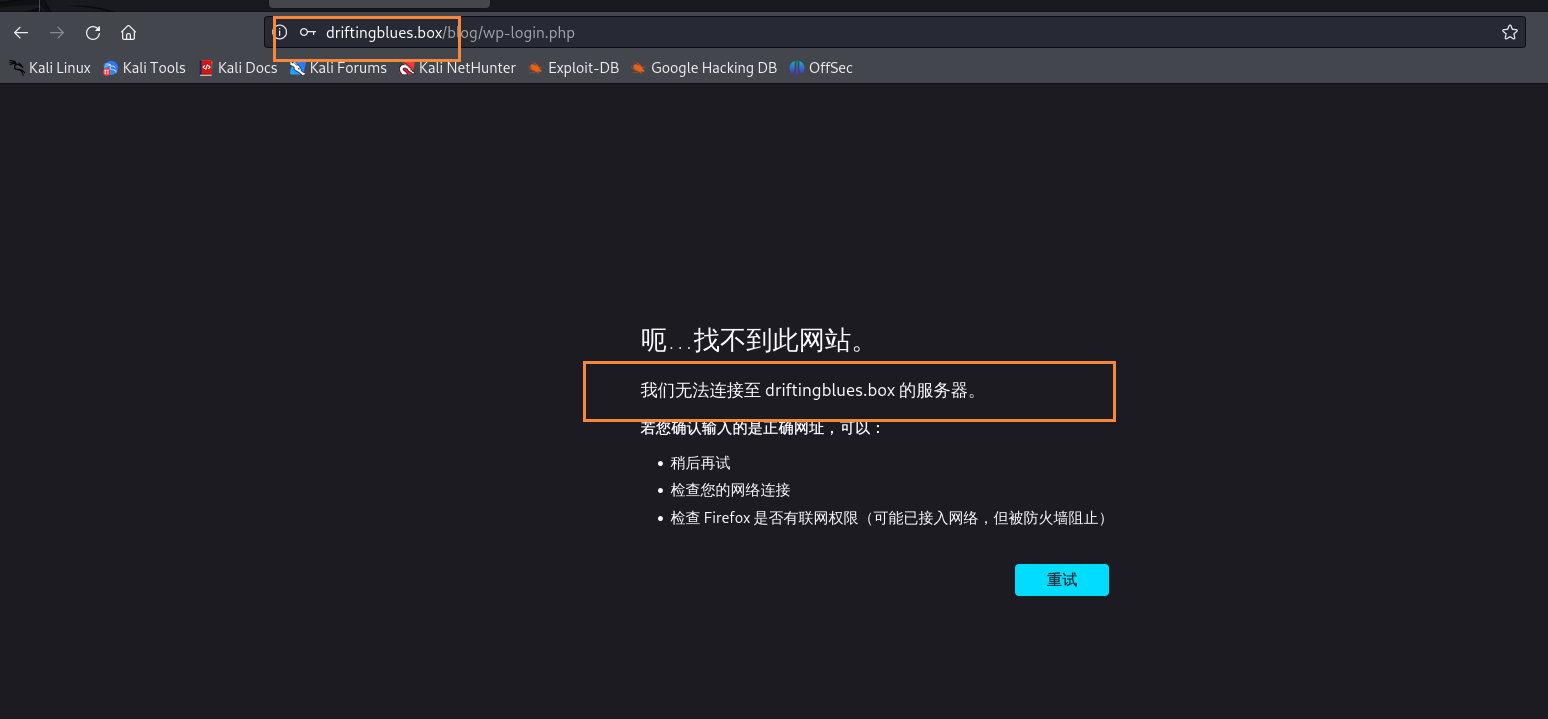 driftingblues.box/blog/wp-login.php
Kali Linux Kali Tools Kali Docs Kali Forums Kali NetHunter Exploit-DB Google Hacking DB OffSec
呃…找不到此网站。
我们无法连接至 driftingblues.box 的服务器。
若您确认输入的是正确网址，可以：
稍后再试
检查您的网络连接
检查 Firefox 是否有联网权限（可能已接入网络，但被防火墙阻止）
重试